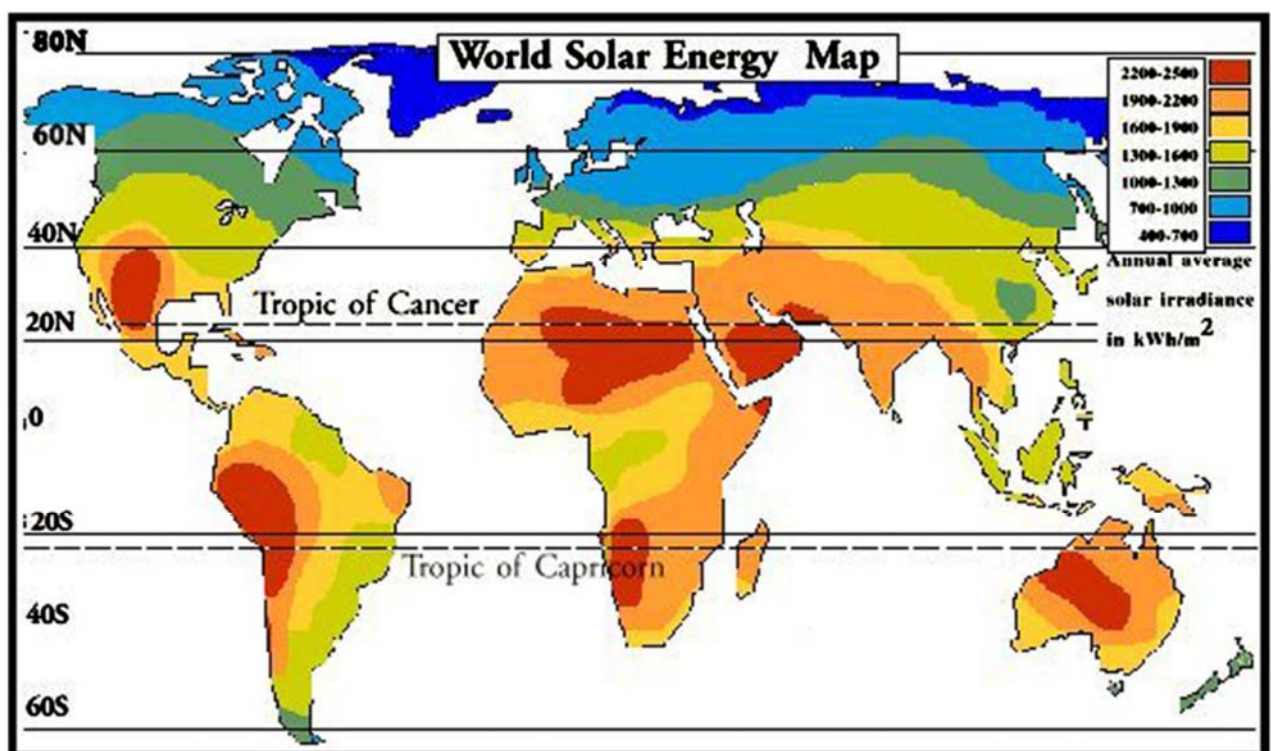 World Solar Energy Map
80N
60N
40N
20N
0
20S
40S
60S
Tropic of Cancer
Tropic of Capricorn
2200-2500
1900-2200
1600-1900
1300-1600
1000-1300
700-1000
400-700
Annual average
solar irradiance
in kWh/m2